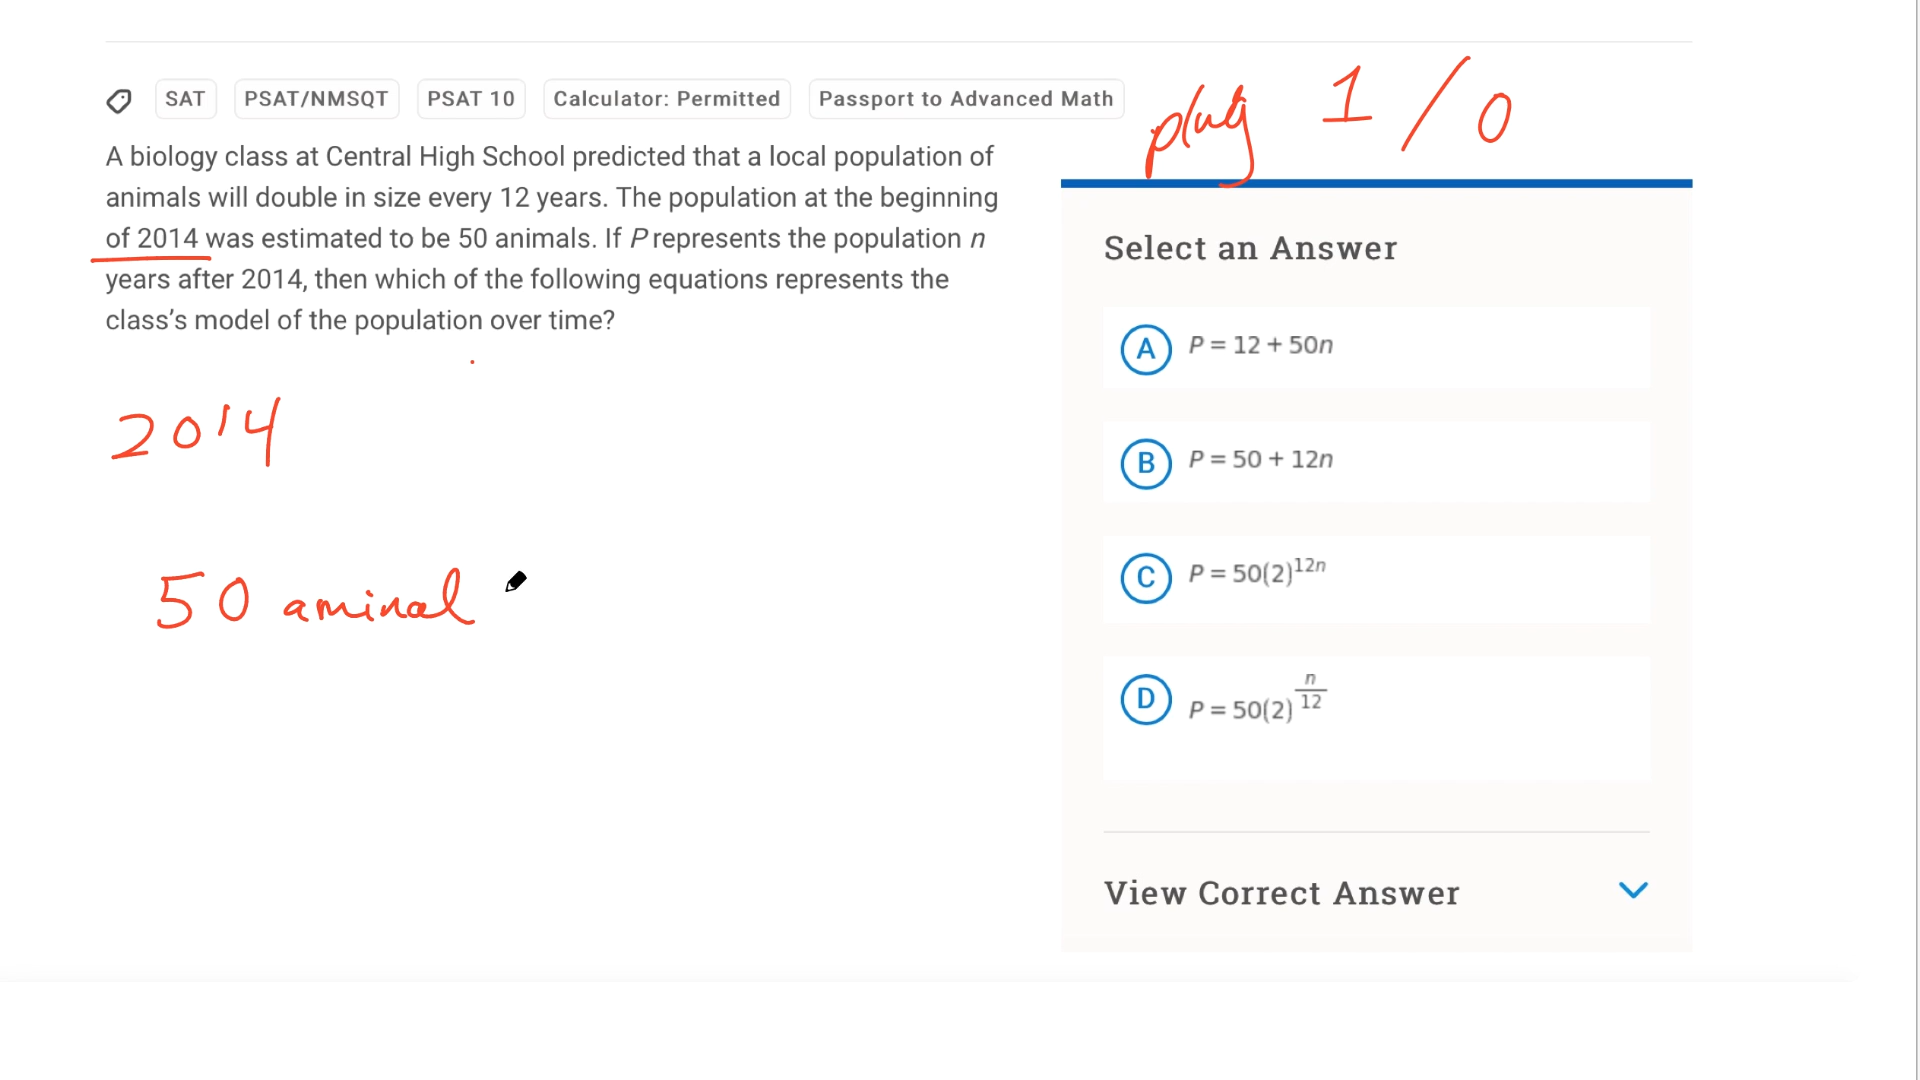 SAT PSAT/NMSQT PSAT 10 Calculator: Permitted Passport to Advanced Math
plug 1 / 0
A biology class at Central High School predicted that a local population of
animals will double in size every 12 years. The population at the beginning
of 2014 was estimated to be 50 animals. If P represents the population n
years after 2014, then which of the following equations represents the
class’s model of the population over time?
2014
50 aminal
Select an Answer
A P = 12 + 50n
B P = 50 + 12n
C P = 50(2)^{12n}
D P = 50(2)^{\frac{n}{12}}
View Correct Answer